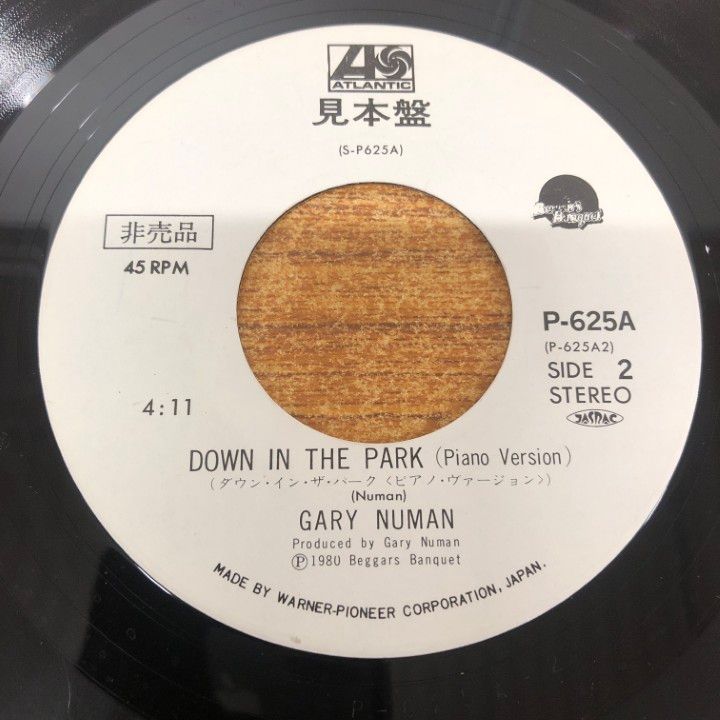 ATLANTIC
見本盤
(S-P625A)
非売品
45 RPM
Beggars
Banquet
P-625A
(P-625A2)
SIDE 2
STEREO
JASRAC
4:11
DOWN IN THE PARK (Piano Version)
(ダウン・イン・ザ・パーク〈ピアノ・ヴァージョン〉)
(Numan)
GARY NUMAN
Produced by Gary Numan
Ⓟ 1980 Beggars Banquet
MADE BY WARNER-PIONEER CORPORATION, JAPAN.